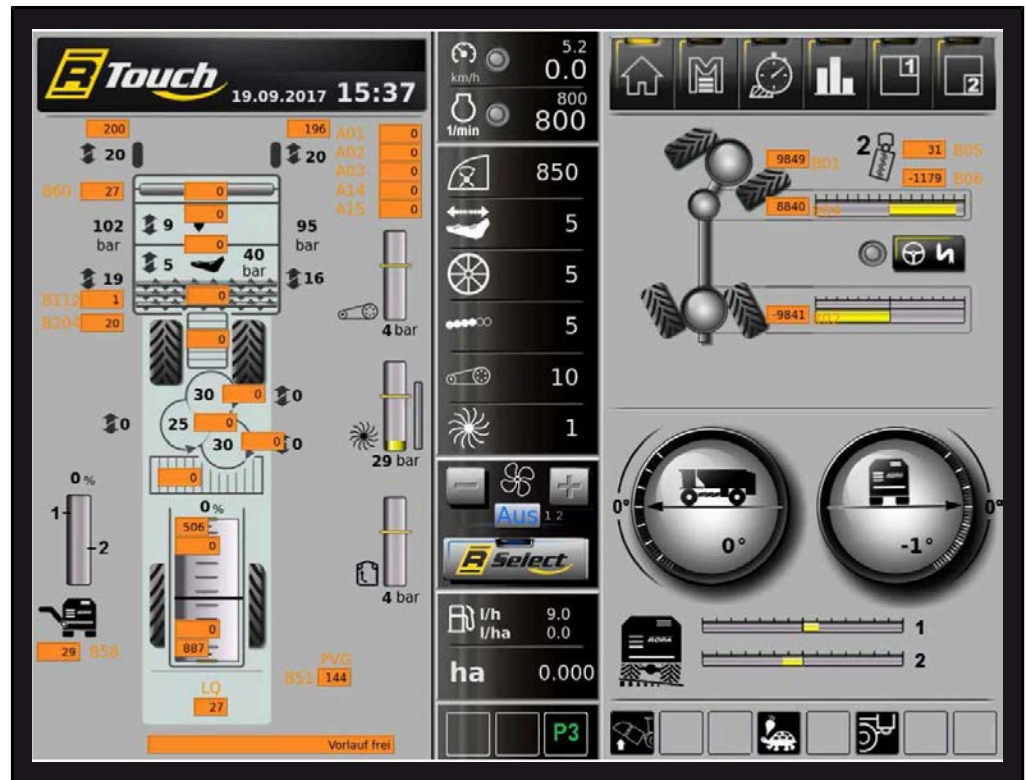 R Touch
19.09.2017 15:37
200
196
20
20
A01 0
A02 0
A03 0
A14 0
A15 0
B60 27
0
0
102
bar
9
95
bar
0
40
bar
5
19
16
0
B112 1
B204 20
0
4 bar
30
0
0
0
25
0
30
0
0
29 bar
0
0 %
1
2
0%
506
0
0
887
4 bar
29 B58
PVG
B51 144
LQ
27
Vorlauf frei
km/h
5.2
0.0
1/min
800
800
850
5
5
5
10
1
Aus 1 2
R Select
l/h 9.0
l/ha 0.0
ha 0.000
P3
M
1
2
9849 B01
2
31 B05
-1179 B06
8840
-9841
0°
0°
0°
-1°
ROPA
1
2